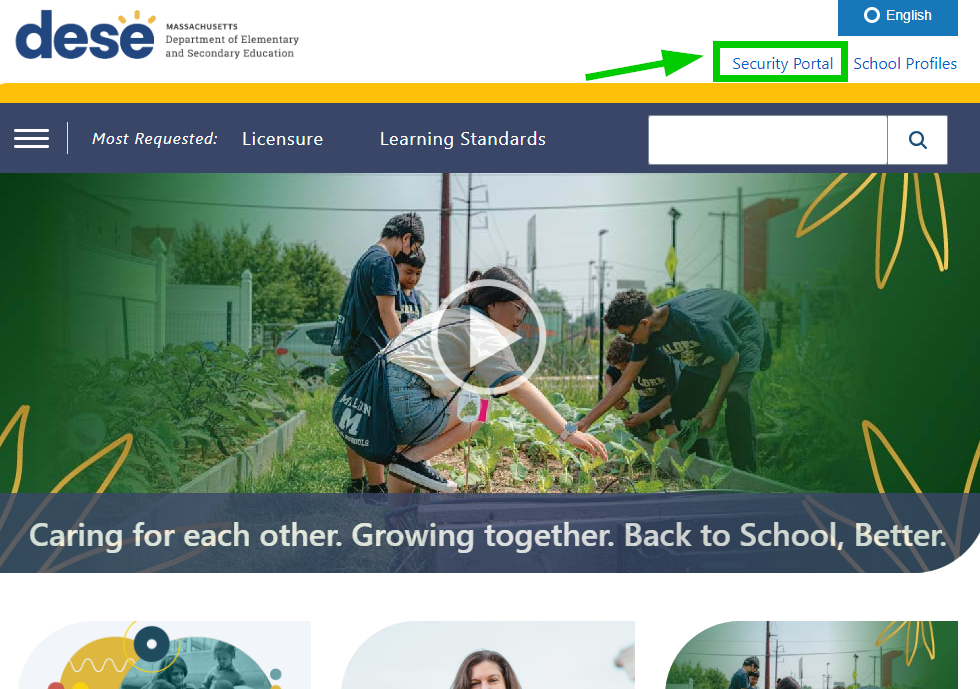 dese
MASSACHUSETTS
Department of Elementary
and Secondary Education
English
Security Portal
School Profiles
Most Requested:
Licensure
Learning Standards
MALDEN
M
Caring for each other. Growing together. Back to School, Better.